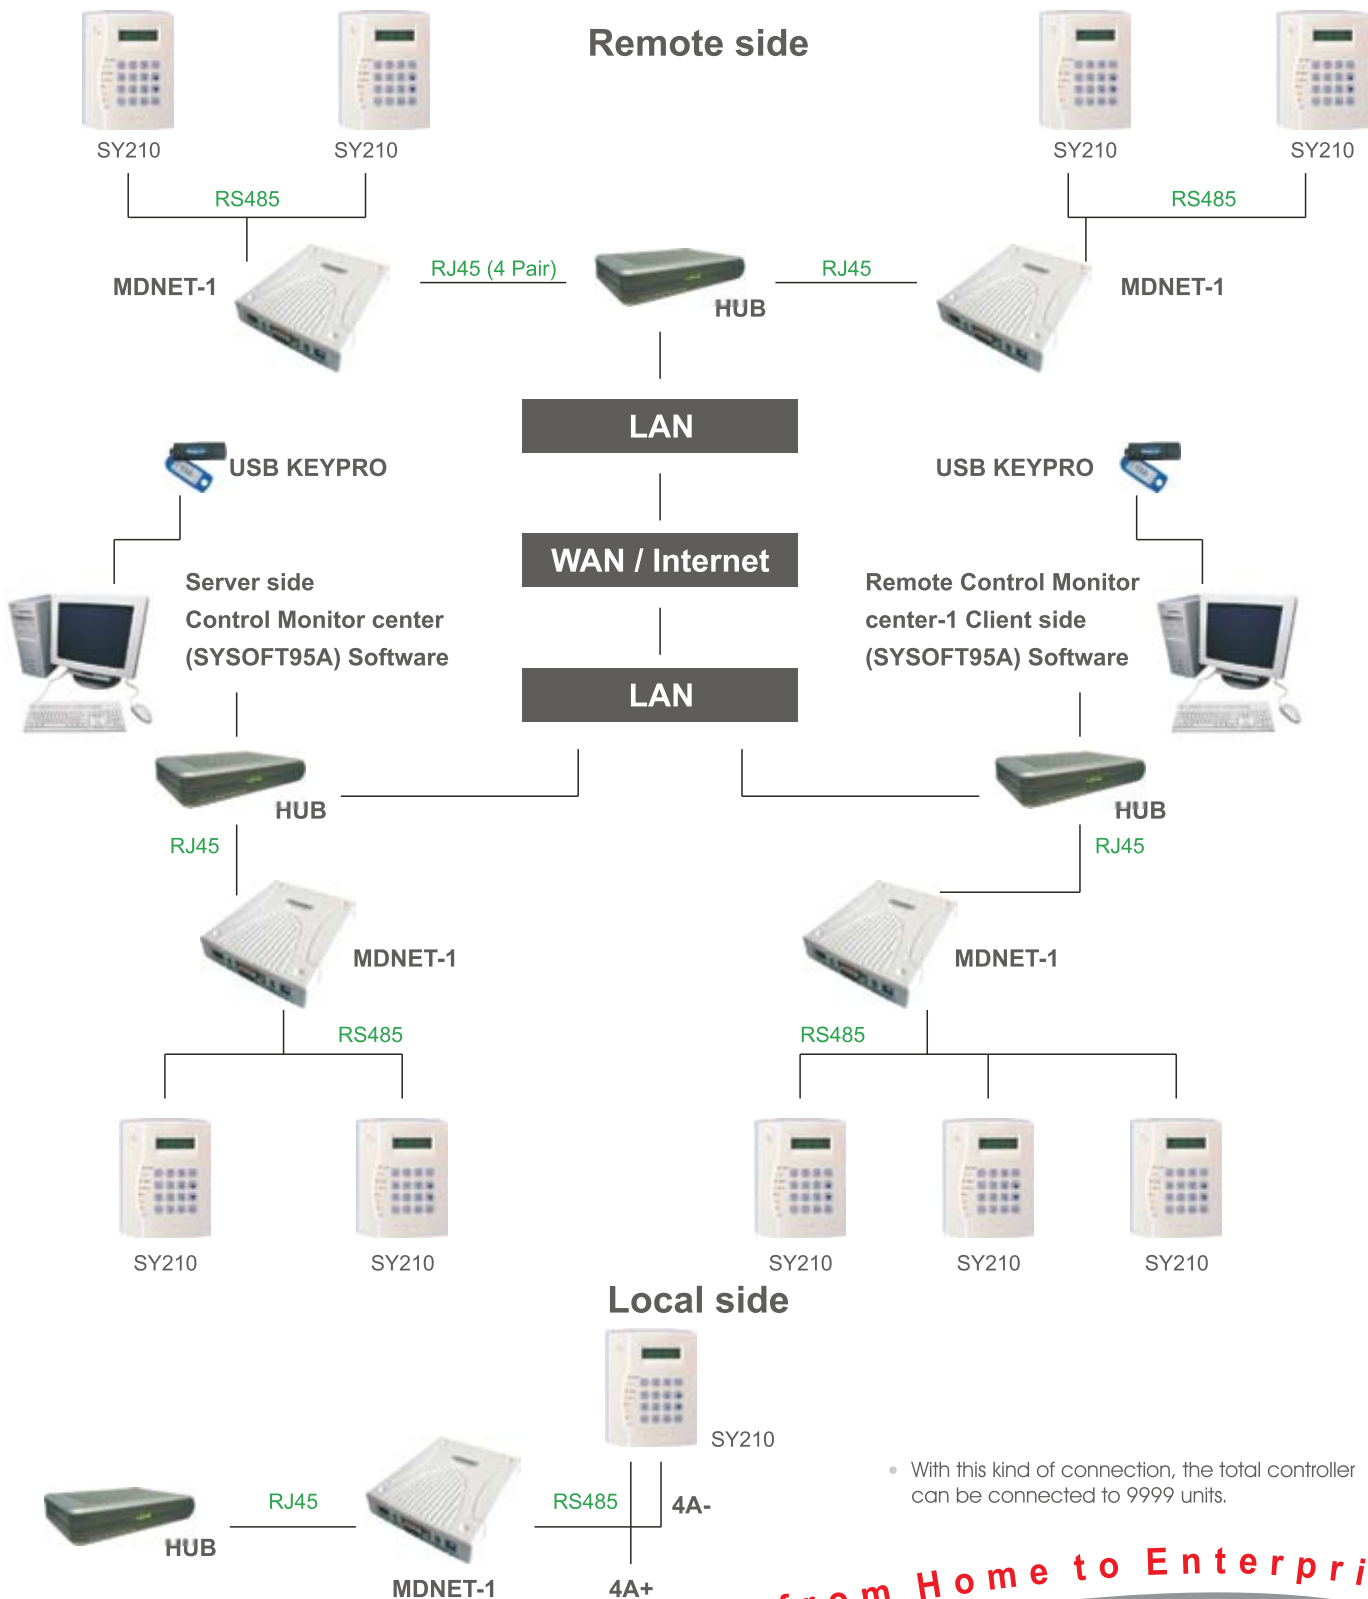 Remote side
SY210
SY210
SY210
SY210
RS485
RS485
MDNET-1
RJ45 (4 Pair)
HUB
RJ45
MDNET-1
LAN
USB KEYPRO
USB KEYPRO
WAN / Internet
Server side
Control Monitor center
(SYSOFT95A) Software
Remote Control Monitor
center-1 Client side
(SYSOFT95A) Software
LAN
HUB
HUB
RJ45
RJ45
MDNET-1
MDNET-1
RS485
RS485
SY210
SY210
SY210
SY210
SY210
Local side
SY210
HUB
RJ45
MDNET-1
RS485
4A-
4A+
• With this kind of connection, the total controller
can be connected to 9999 units.
from Home to Enterpri